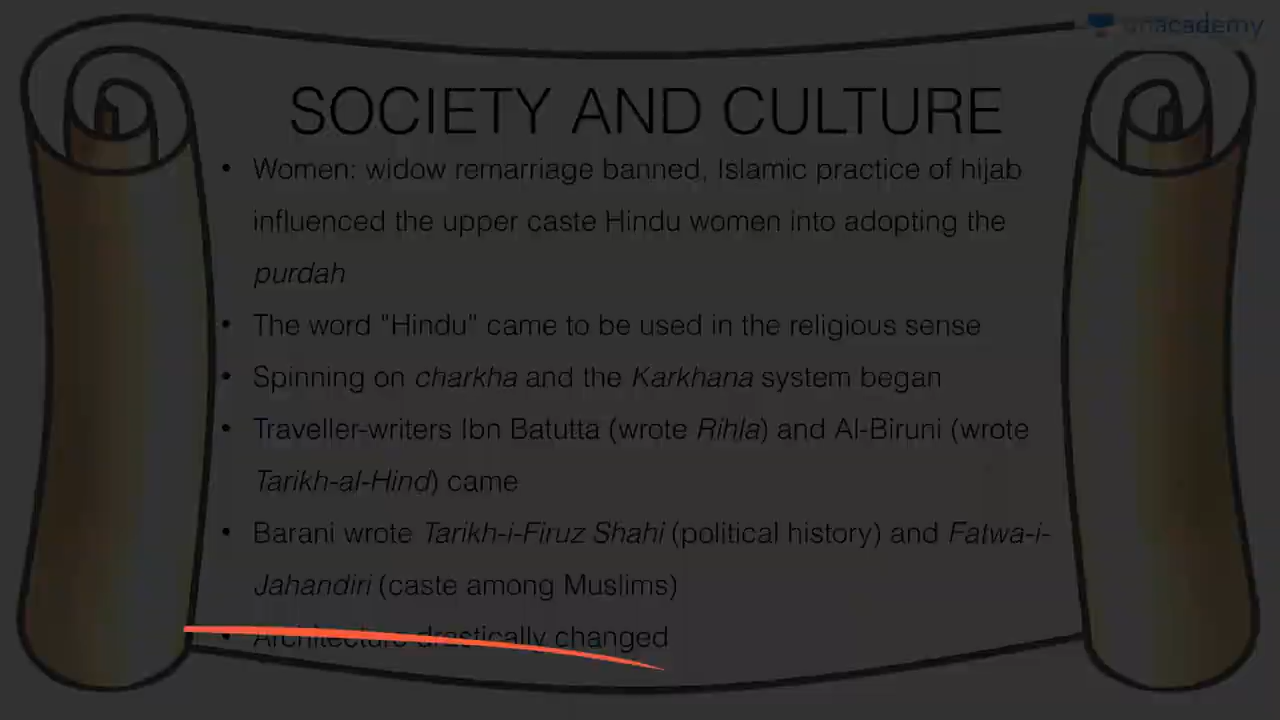 unacademy
SOCIETY AND CULTURE
• Women: widow remarriage banned, Islamic practice of hijab
influenced the upper caste Hindu women into adopting the
purdah
• The word "Hindu" came to be used in the religious sense
• Spinning on charkha and the Karkhana system began
• Traveller-writers Ibn Batutta (wrote Rihla) and Al-Biruni (wrote
Tarikh-al-Hind) came
• Barani wrote Tarikh-i-Firuz Shahi (political history) and Fatwa-i-
Jahandiri (caste among Muslims)
• Architecture drastically changed